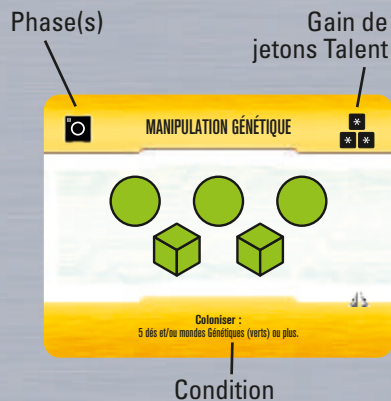 Phase(s)
Gain de
jetons Talent
MANIPULATION GÉNÉTIQUE
* * *
Coloniser :
5 dés et/ou mondes Génétiques (verts) ou plus.
Condition